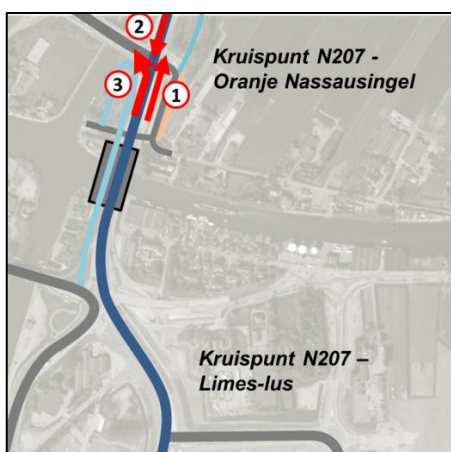 2
Kruispunt N207 -
Oranje Nassausingel
3
1
Kruispunt N207 –
Limes-lus